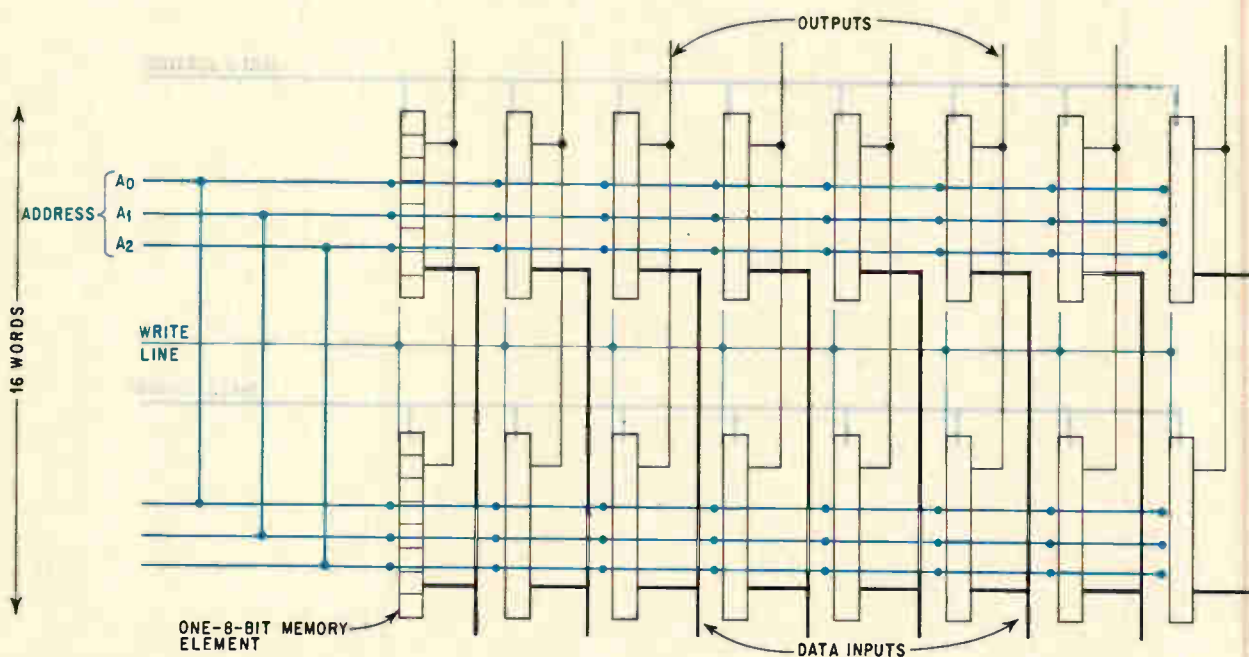 OUTPUTS
16 WORDS
ADDRESS
A0
A1
A2
WRITE
LINE
ONE-8-BIT MEMORY
ELEMENT
DATA INPUTS